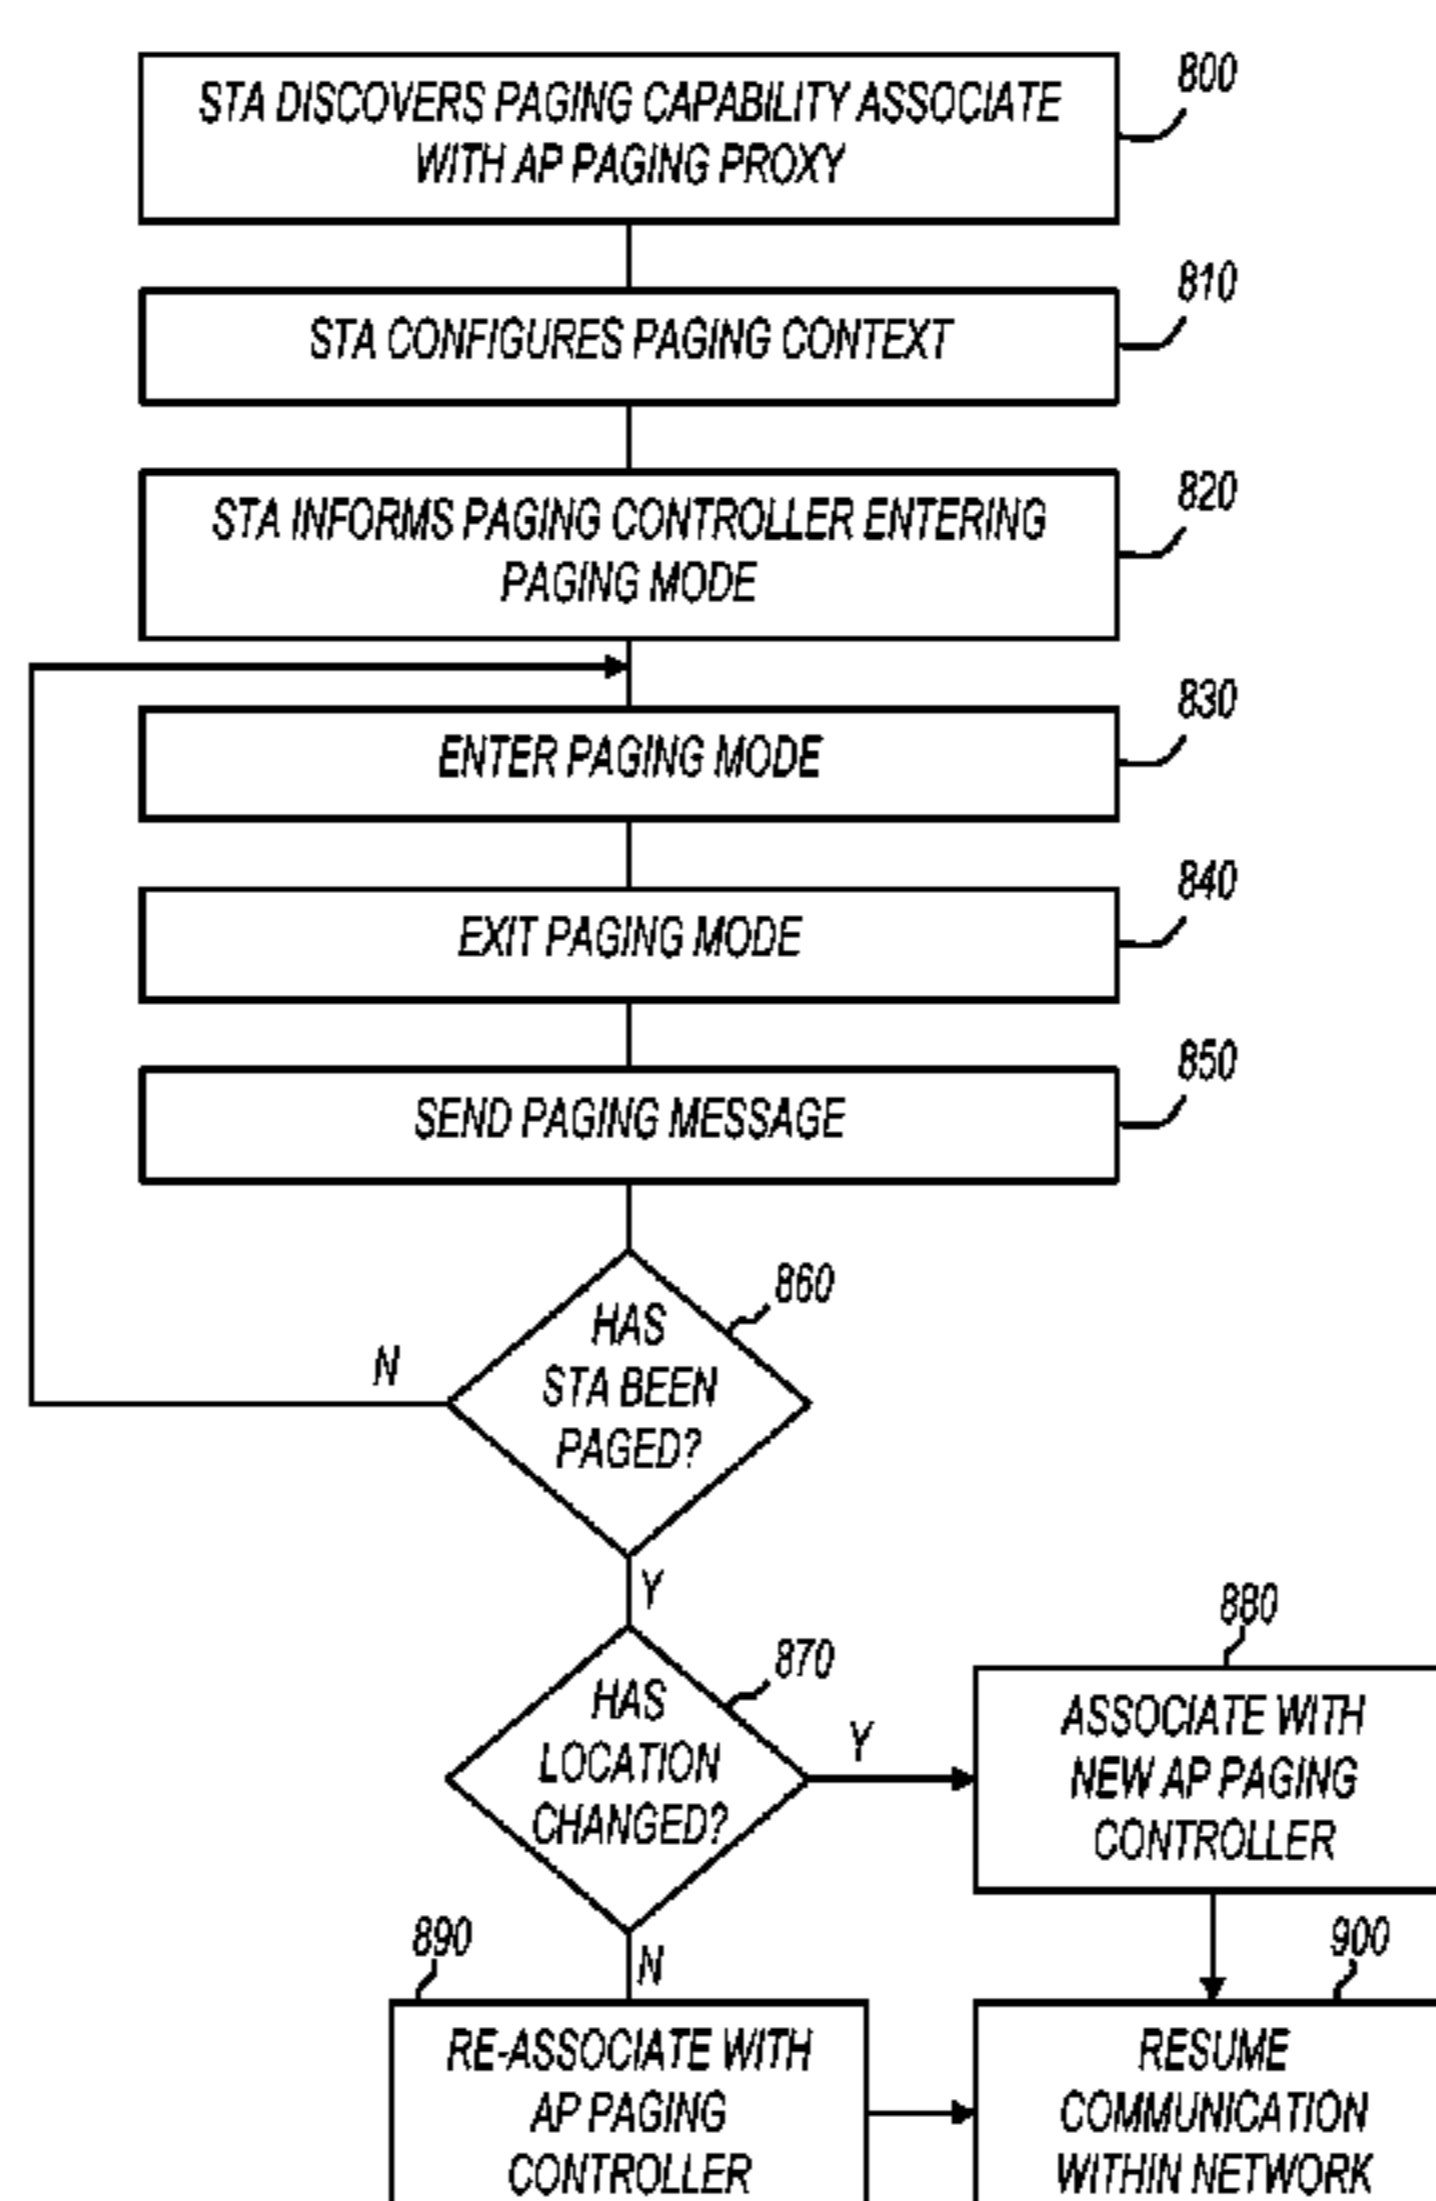 800
STA DISCOVERS PAGING CAPABILITY ASSOCIATE
WITH AP PAGING PROXY
810
STA CONFIGURES PAGING CONTEXT
820
STA INFORMS PAGING CONTROLLER ENTERING
PAGING MODE
830
ENTER PAGING MODE
840
EXIT PAGING MODE
850
SEND PAGING MESSAGE
860
HAS
STA BEEN
PAGED?
N
Y
870
HAS
LOCATION
CHANGED?
Y
N
880
ASSOCIATE WITH
NEW AP PAGING
CONTROLLER
890
RE-ASSOCIATE WITH
AP PAGING
CONTROLLER
900
RESUME
COMMUNICATION
WITHIN NETWORK